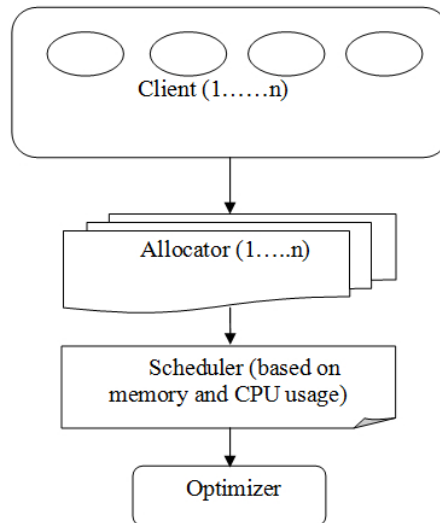 Client (1......n)
Allocator (1.....n)
Scheduler (based on
memory and CPU usage)
Optimizer